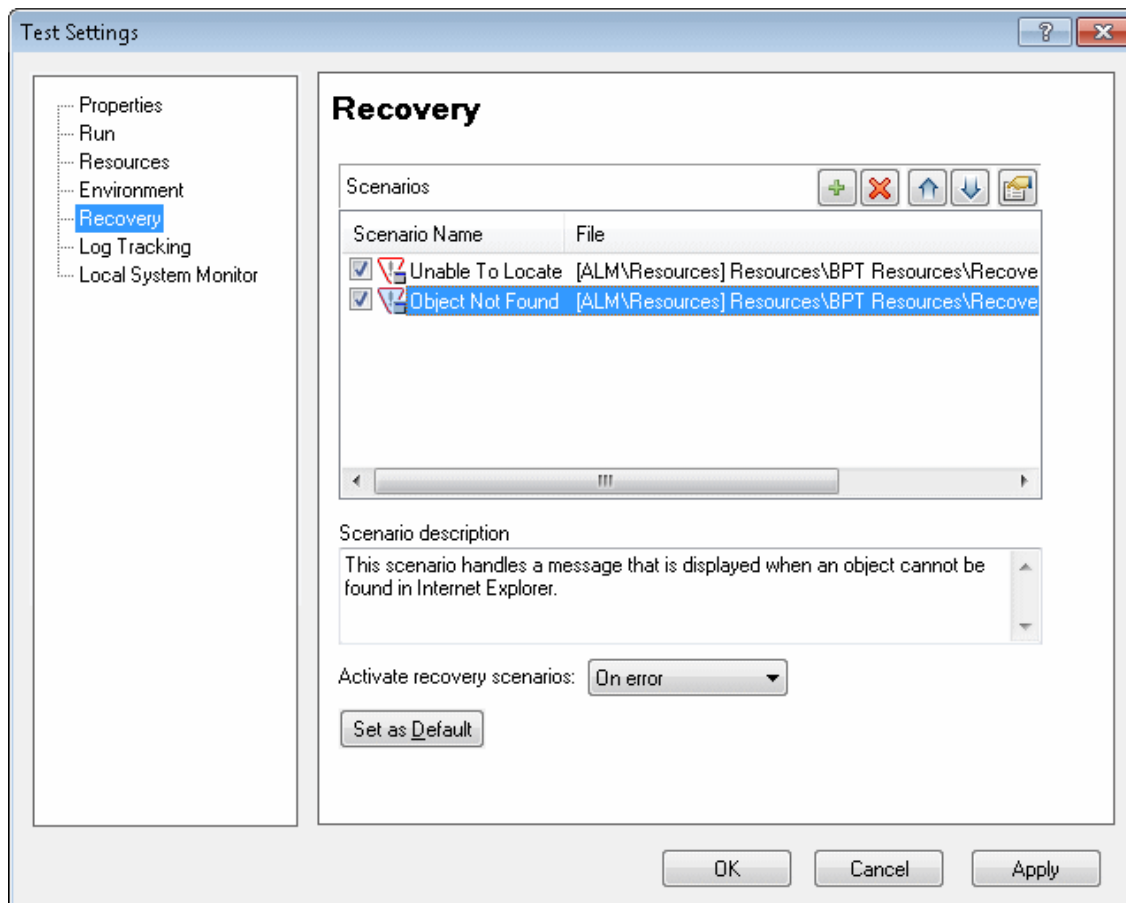 Test Settings
Properties
Run
Resources
Environment
Recovery
Log Tracking
Local System Monitor
Recovery
Scenarios
Scenario Name File
Unable To Locate [ALM\Resources] Resources\BPT Resources\Recove
Object Not Found [ALM\Resources] Resources\BPT Resources\Recove
Scenario description
This scenario handles a message that is displayed when an object cannot be
found in Internet Explorer.
Activate recovery scenarios: On error
Set as Default
OK Cancel Apply